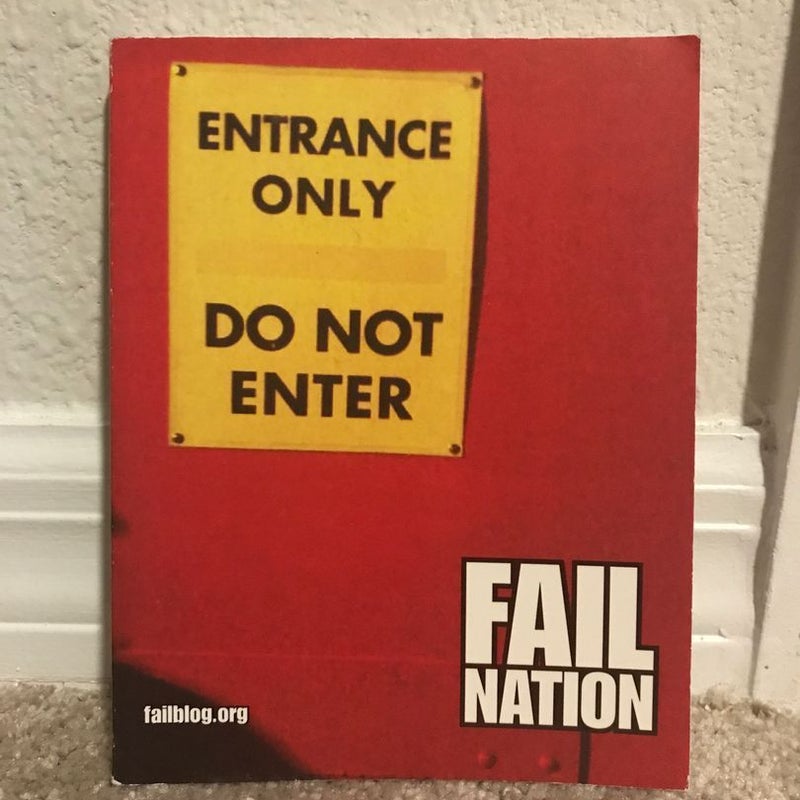 ENTRANCE
ONLY
DO NOT
ENTER
FAIL
NATION
failblog.org